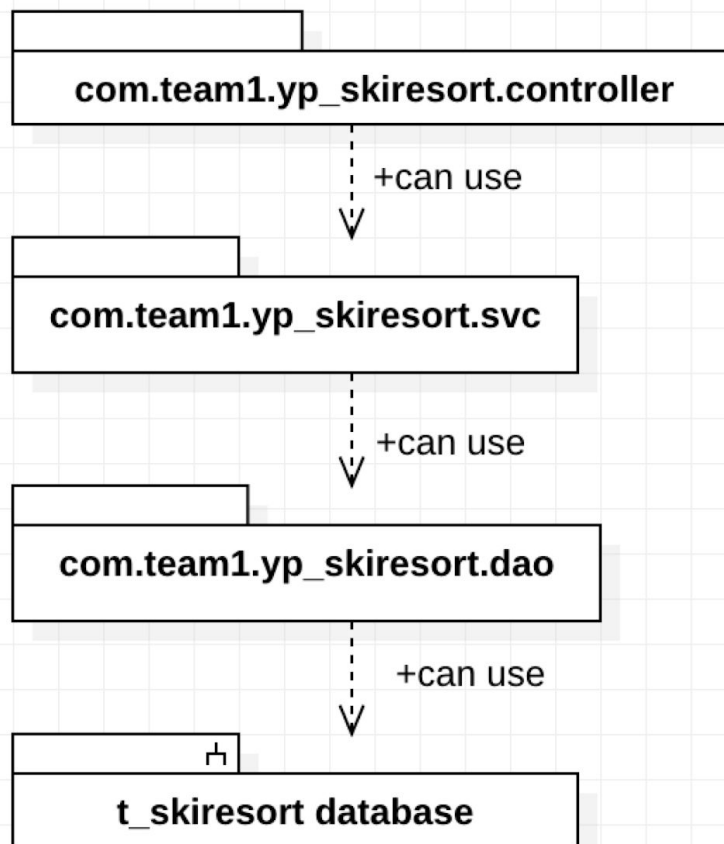 com.team1.yp_skiresort.controller
+can use
com.team1.yp_skiresort.svc
+can use
com.team1.yp_skiresort.dao
+can use
t_skiresort database